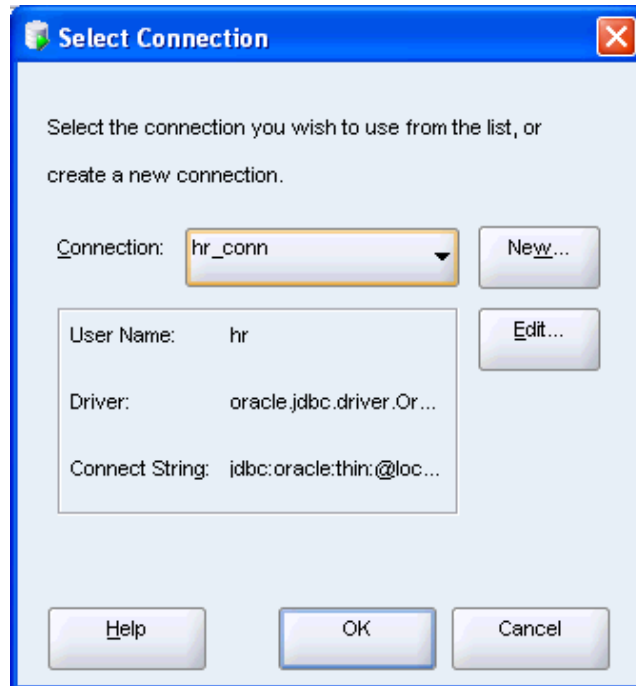 Select Connection
Select the connection you wish to use from the list, or
create a new connection.
Connection: hr_conn New...
Edit...
User Name: hr
Driver: oracle.jdbc.driver.Or...
Connect String: jdbc:oracle:thin:@loc...
Help OK Cancel